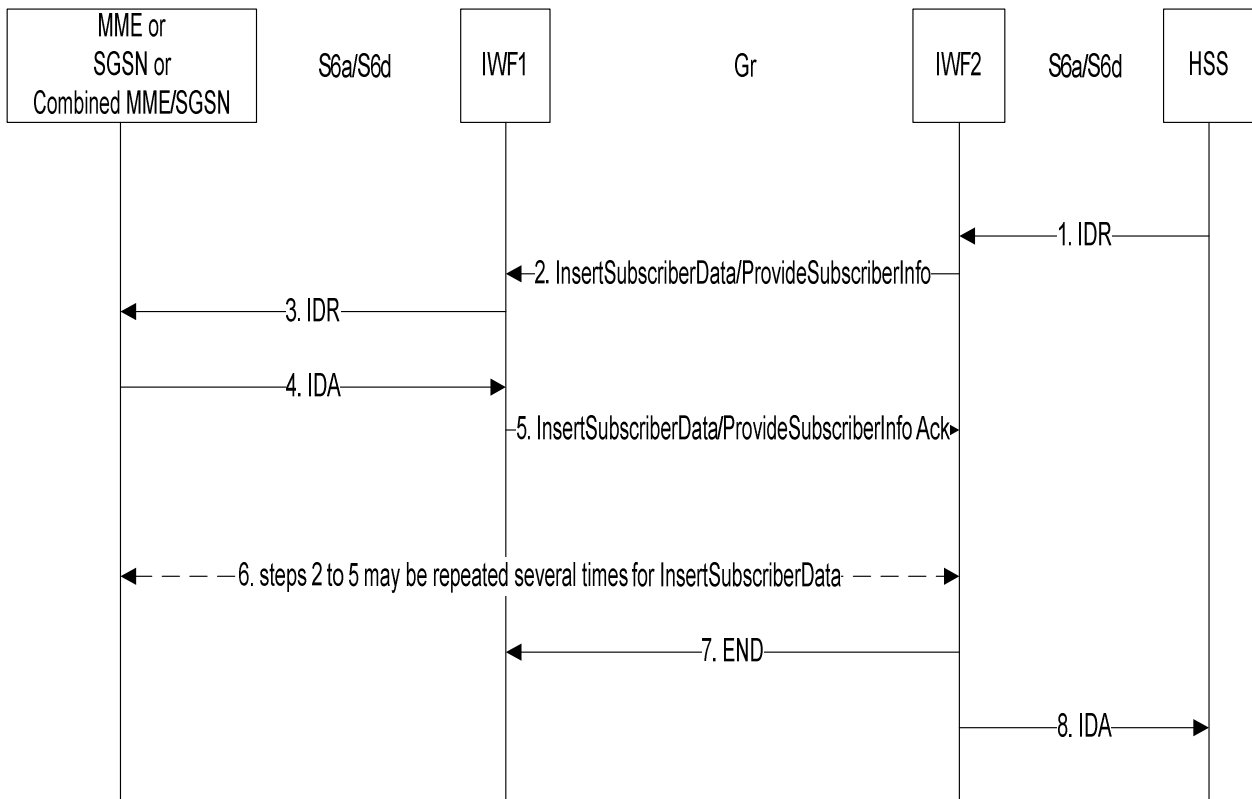 MME or
SGSN or
Combined MME/SGSN
S6a/S6d
IWF1
Gr
IWF2
S6a/S6d
HSS
1. IDR
2. InsertSubscriberData/ProvideSubscriberInfo
3. IDR
4. IDA
5. InsertSubscriberData/ProvideSubscriberInfo Ack
6. steps 2 to 5 may be repeated several times for InsertSubscriberData
7. END
8. IDA